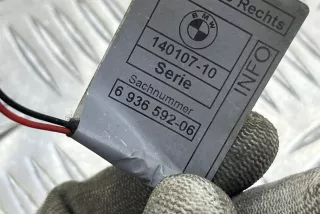 Rechts
BMW
140107-10
Serie
INFO
Sachnummer
6 936 592-06